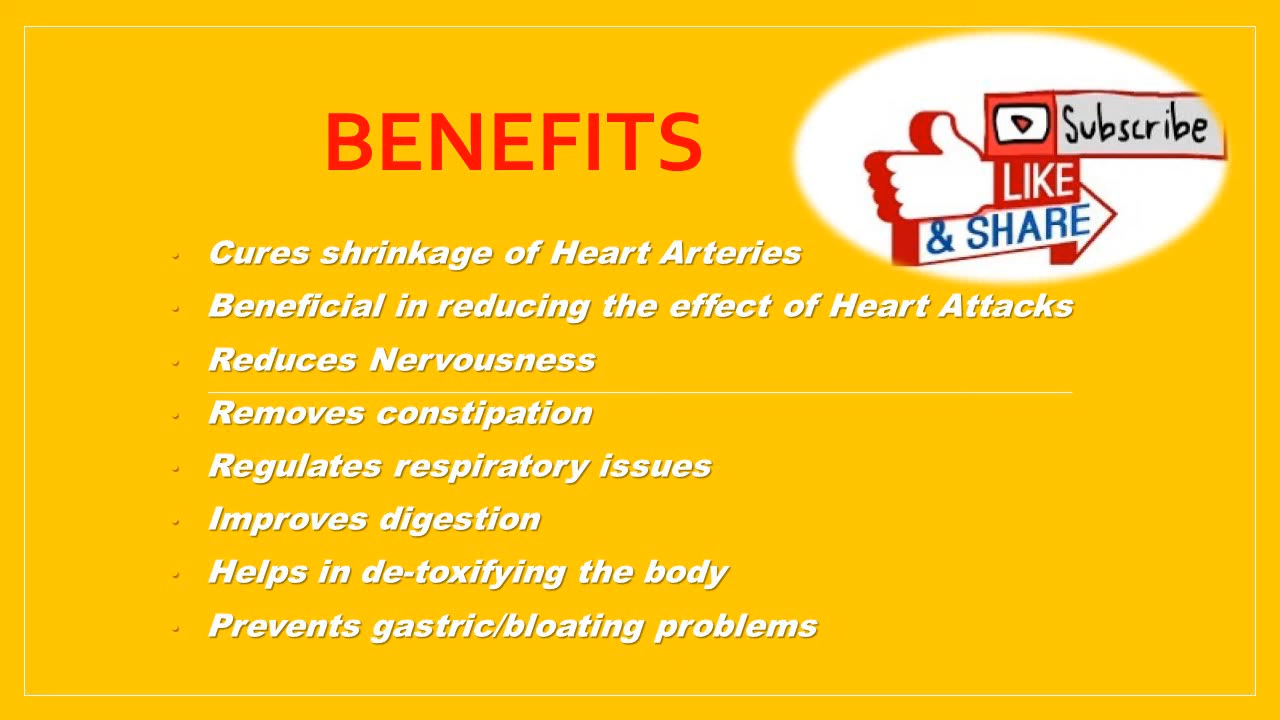 BENEFITS
Subscribe
LIKE
& SHARE
• Cures shrinkage of Heart Arteries
• Beneficial in reducing the effect of Heart Attacks
• Reduces Nervousness
• Removes constipation
• Regulates respiratory issues
• Improves digestion
• Helps in de-toxifying the body
• Prevents gastric/bloating problems